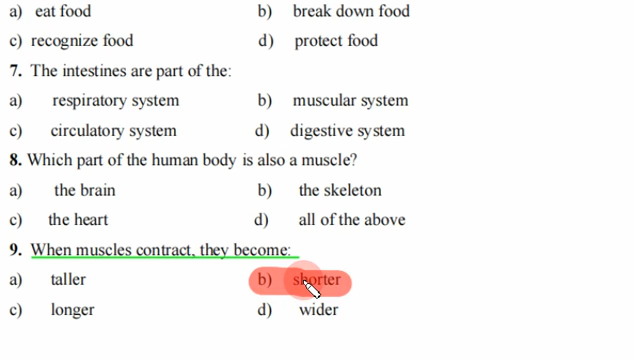 a) eat food b) break down food
c) recognize food d) protect food
7. The intestines are part of the:
a) respiratory system b) muscular system
c) circulatory system d) digestive system
8. Which part of the human body is also a muscle?
a) the brain b) the skeleton
c) the heart d) all of the above
9. When muscles contract, they become:
a) taller b) shorter
c) longer d) wider